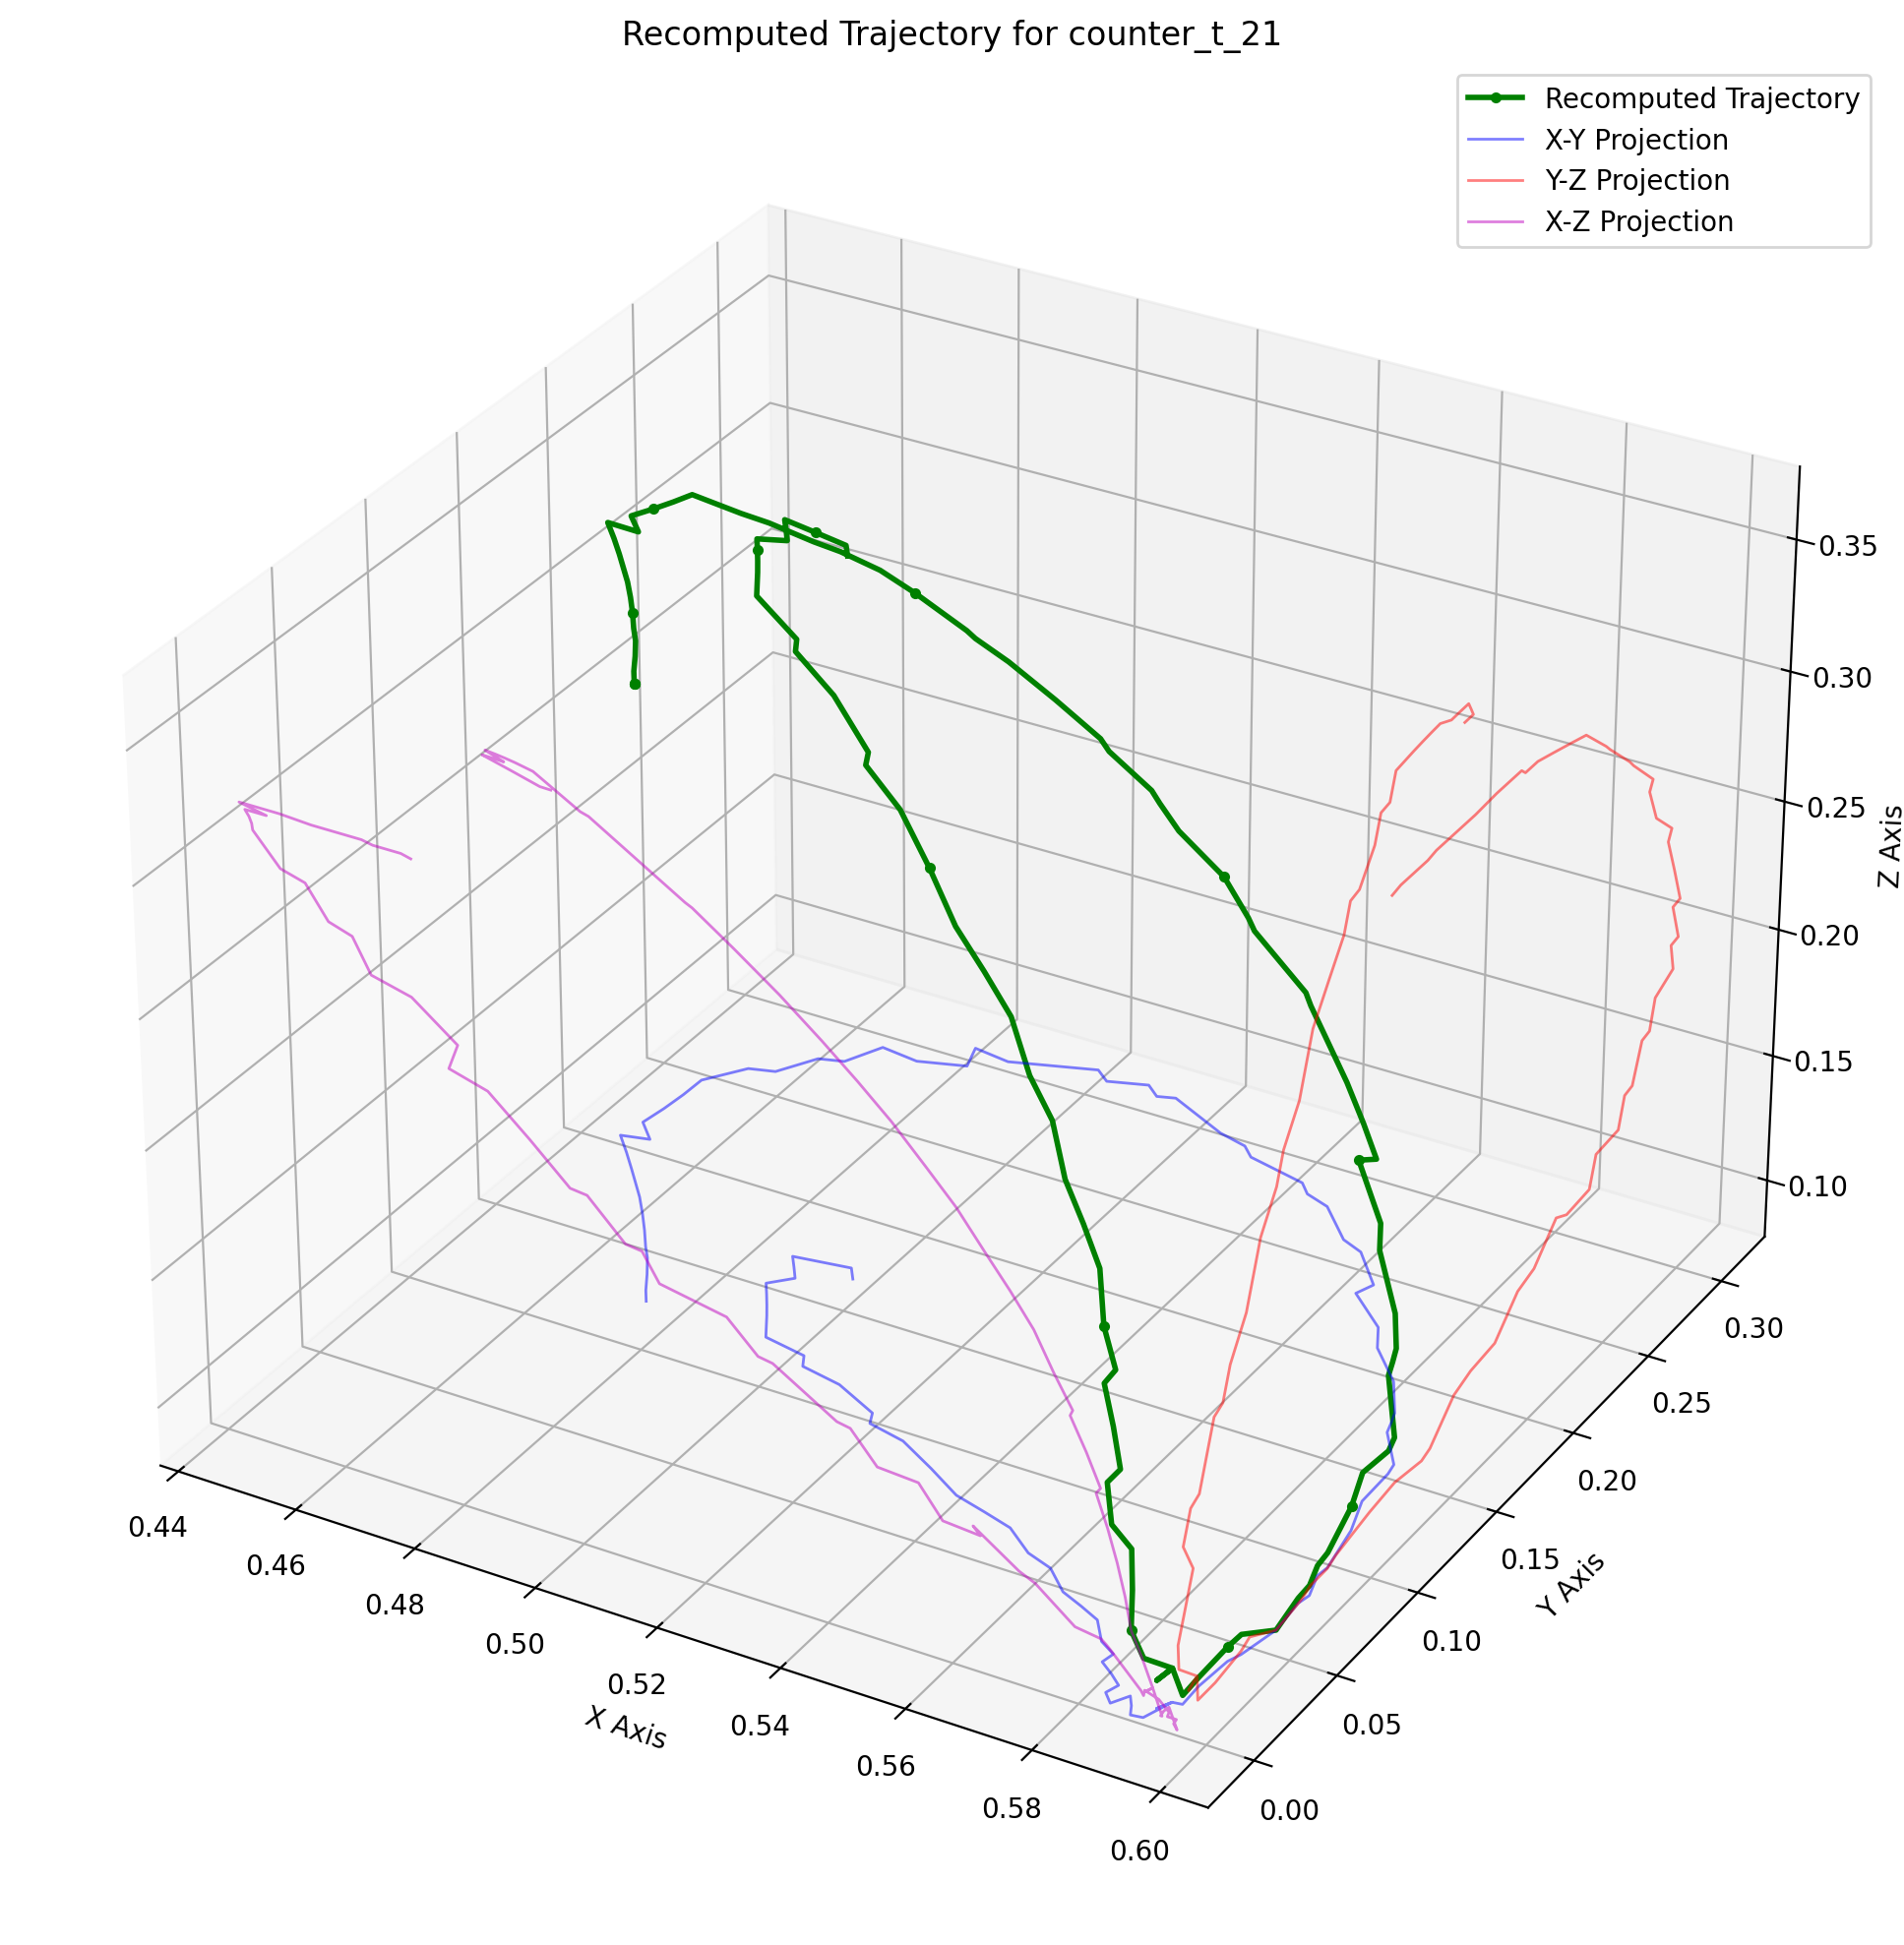 Recomputed Trajectory for counter_t_21
Recomputed Trajectory
X-Y Projection
Y-Z Projection
X-Z Projection
0.35
0.30
0.25
0.20
0.15
0.10
Z Axis
0.30
0.25
0.20
0.15
0.10
0.05
0.00
Y Axis
0.44
0.46
0.48
0.50
0.52
0.54
0.56
0.58
0.60
X Axis